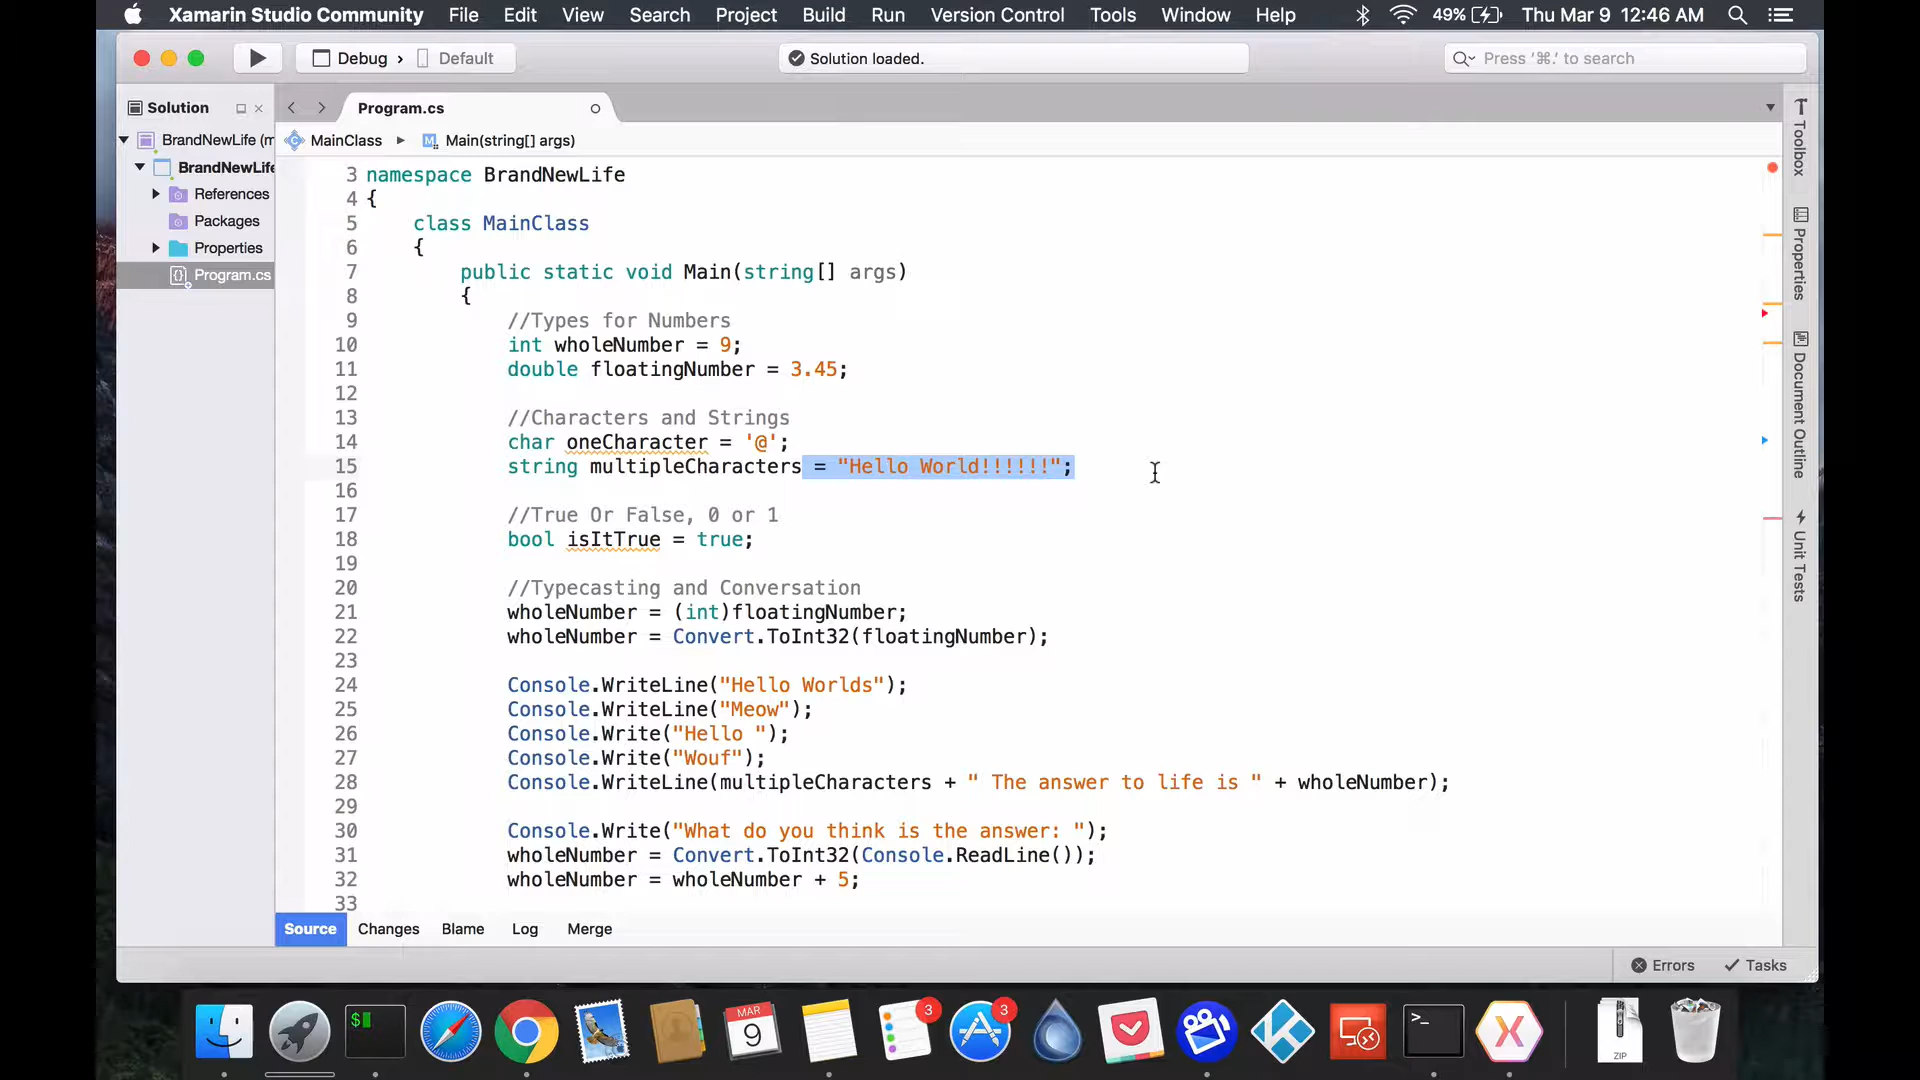 Xamarin Studio Community File Edit View Search Project Build Run Version Control Tools Window Help 49% Thu Mar 9 12:46 AM
Debug › Default Solution loaded. Press '⌘.' to search
Solution
Program.cs
BrandNewLife (m
MainClass ▸ Main(string[] args)
BrandNewLife
References
Packages
Properties
Program.cs
3 namespace BrandNewLife
4 {
5 class MainClass
6 {
7 public static void Main(string[] args)
8 {
9 //Types for Numbers
10 int wholeNumber = 9;
11 double floatingNumber = 3.45;
12
13 //Characters and Strings
14 char oneCharacter = '@';
15 string multipleCharacters = "Hello World!!!!!!";
16
17 //True Or False, 0 or 1
18 bool isItTrue = true;
19
20 //Typecasting and Conversation
21 wholeNumber = (int)floatingNumber;
22 wholeNumber = Convert.ToInt32(floatingNumber);
23
24 Console.WriteLine("Hello Worlds");
25 Console.WriteLine("Meow");
26 Console.Write("Hello ");
27 Console.Write("Wouf");
28 Console.WriteLine(multipleCharacters + " The answer to life is " + wholeNumber);
29
30 Console.Write("What do you think is the answer: ");
31 wholeNumber = Convert.ToInt32(Console.ReadLine());
32 wholeNumber = wholeNumber + 5;
33
Toolbox
Properties
Document Outline
Unit Tests
Source Changes Blame Log Merge
Errors Tasks
$
MAR
9
3
3
>_
ZIP